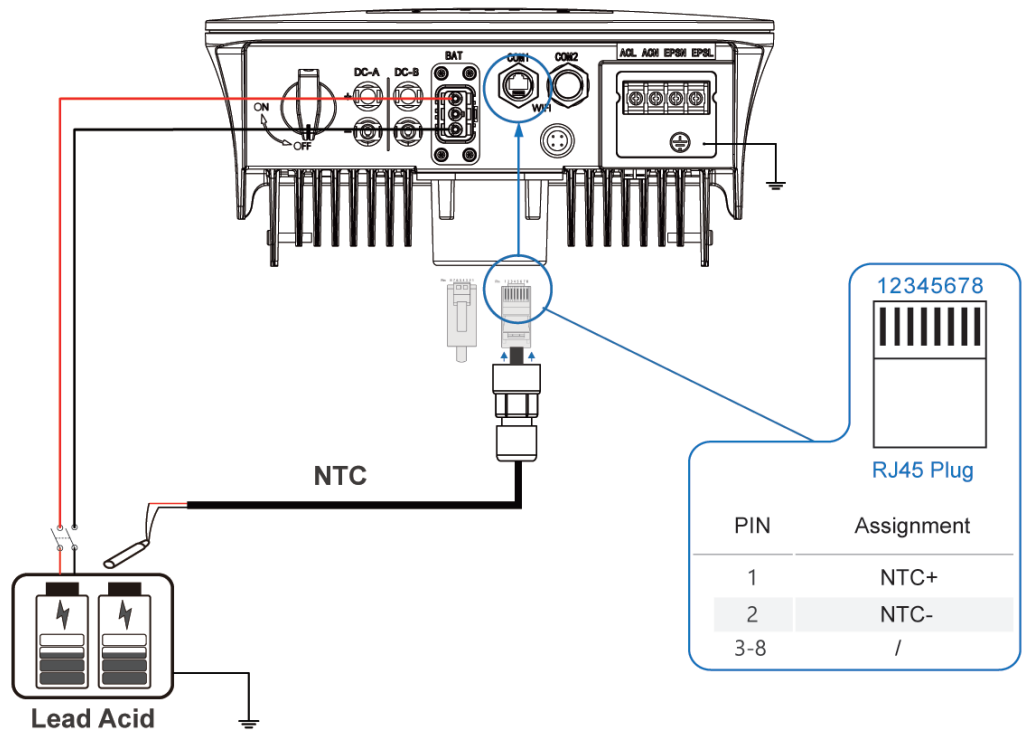 ACL ACN EPSN EPSL
BAT
COM1
COM2
DC-A
DC-B
WIFI
+
-
ON
OFF
12345678
RJ45 Plug
NTC
PIN Assignment
1 NTC+
2 NTC-
3-8 /
Lead Acid